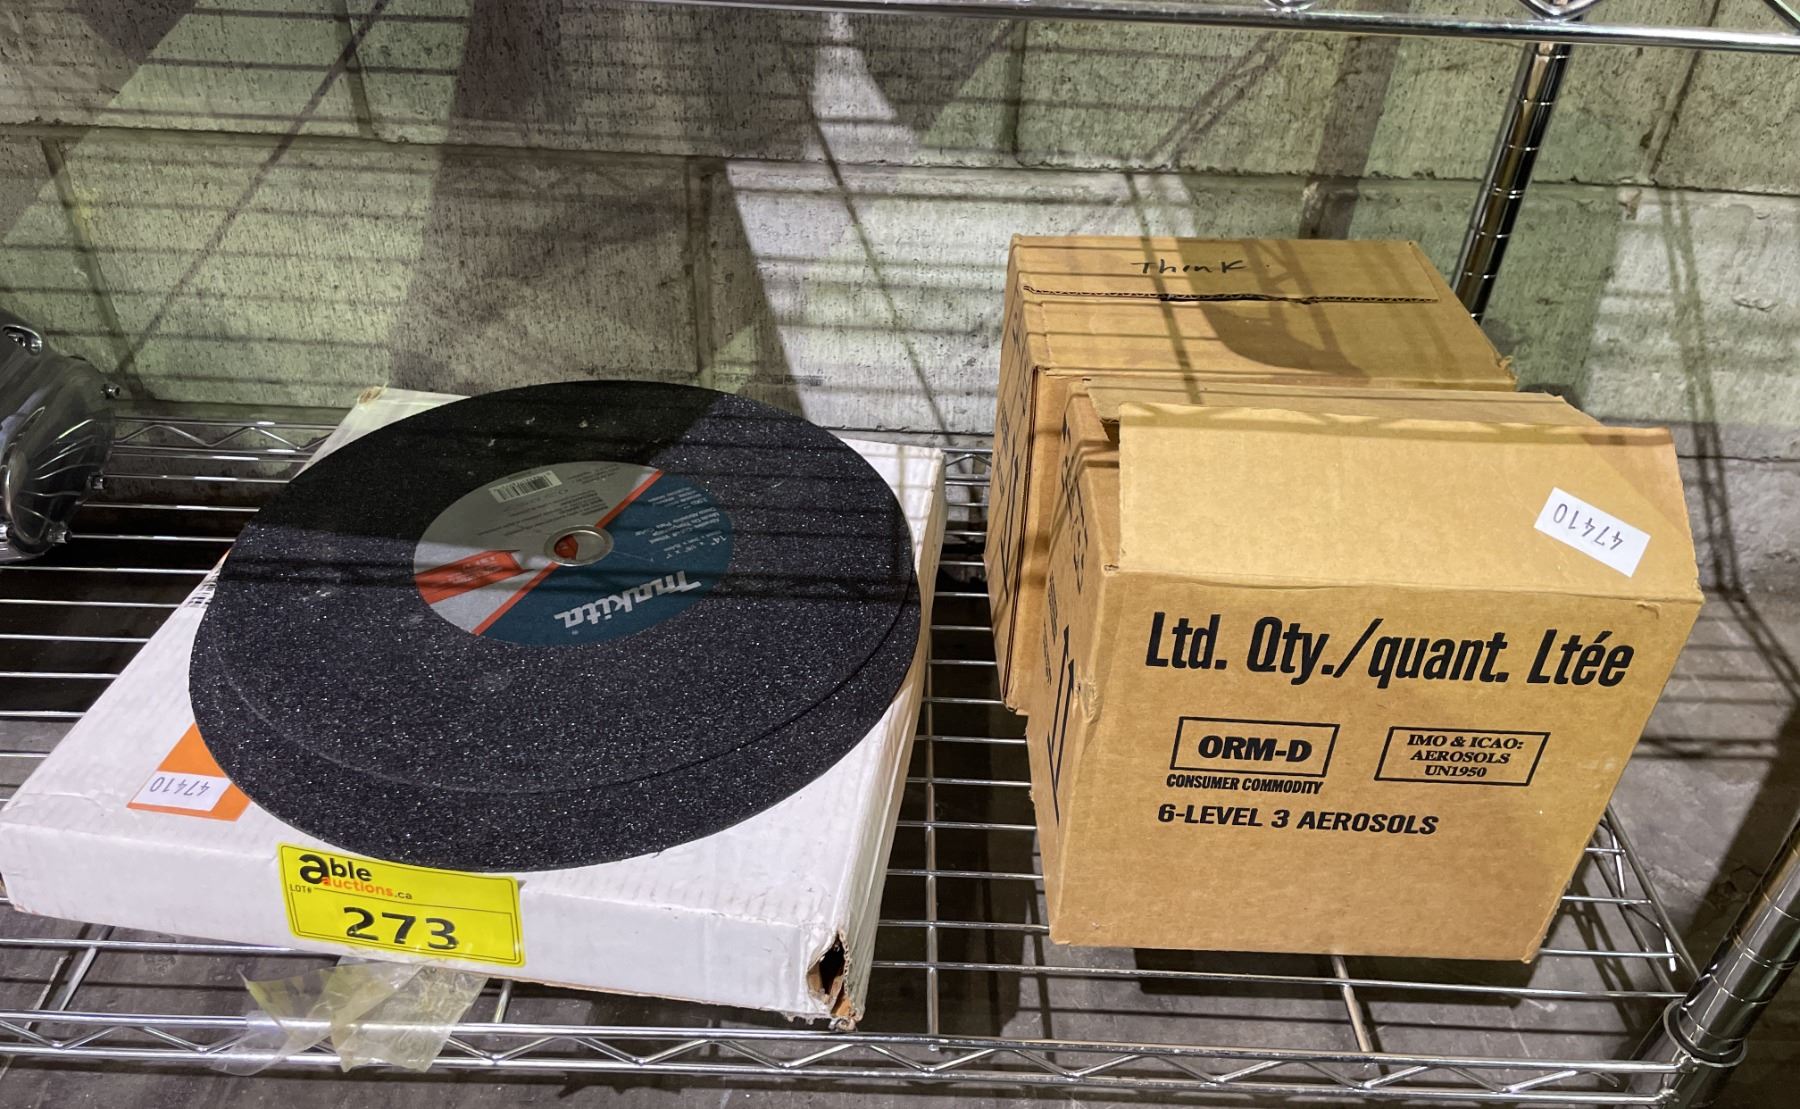 Think
47410
Ltd. Qty./quant. Ltée
ORM-D
CONSUMER COMMODITY
IMO & ICAO:
AEROSOLS
UN1950
6-LEVEL 3 AEROSOLS
makita
47410
able
auctions.ca
LOT#
273